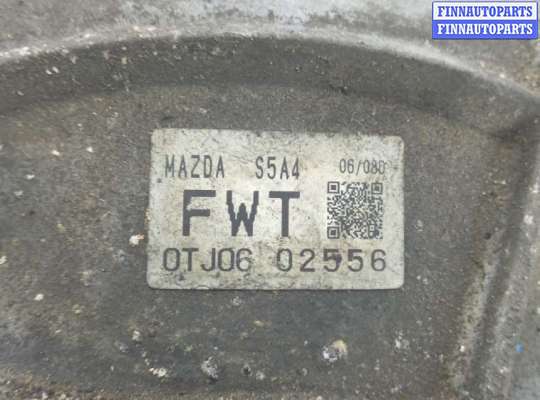 FINNAUTOPARTS
FINNAUTOPARTS
MAZDA S5A4 06/080
FWT
0TJ06 02556